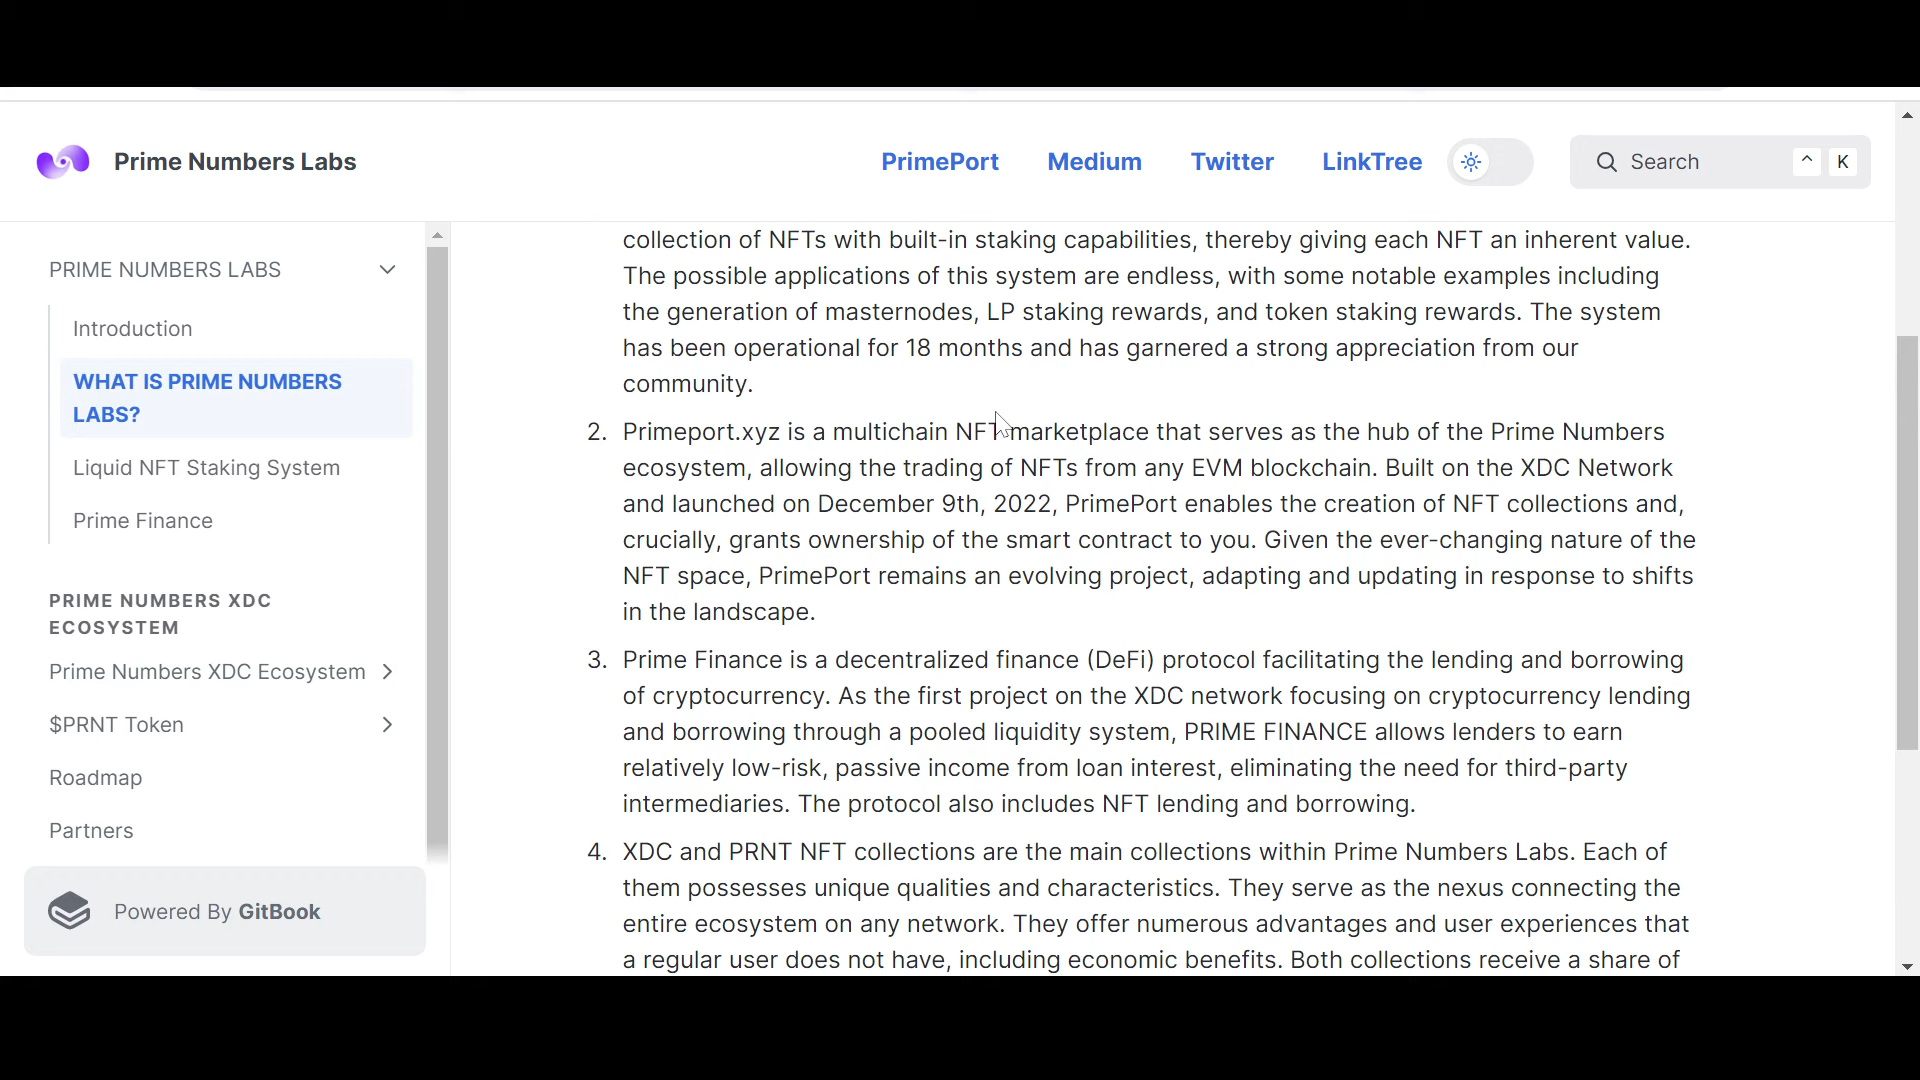 Prime Numbers Labs
PrimePort
Medium
Twitter
LinkTree
Search
^
K
PRIME NUMBERS LABS
Introduction
WHAT IS PRIME NUMBERS
LABS?
Liquid NFT Staking System
Prime Finance
PRIME NUMBERS XDC
ECOSYSTEM
Prime Numbers XDC Ecosystem
$PRNT Token
Roadmap
Partners
Powered By GitBook
collection of NFTs with built-in staking capabilities, thereby giving each NFT an inherent value.
The possible applications of this system are endless, with some notable examples including
the generation of masternodes, LP staking rewards, and token staking rewards. The system
has been operational for 18 months and has garnered a strong appreciation from our
community.
2. Primeport.xyz is a multichain NFT marketplace that serves as the hub of the Prime Numbers
ecosystem, allowing the trading of NFTs from any EVM blockchain. Built on the XDC Network
and launched on December 9th, 2022, PrimePort enables the creation of NFT collections and,
crucially, grants ownership of the smart contract to you. Given the ever-changing nature of the
NFT space, PrimePort remains an evolving project, adapting and updating in response to shifts
in the landscape.
3. Prime Finance is a decentralized finance (DeFi) protocol facilitating the lending and borrowing
of cryptocurrency. As the first project on the XDC network focusing on cryptocurrency lending
and borrowing through a pooled liquidity system, PRIME FINANCE allows lenders to earn
relatively low-risk, passive income from loan interest, eliminating the need for third-party
intermediaries. The protocol also includes NFT lending and borrowing.
4. XDC and PRNT NFT collections are the main collections within Prime Numbers Labs. Each of
them possesses unique qualities and characteristics. They serve as the nexus connecting the
entire ecosystem on any network. They offer numerous advantages and user experiences that
a regular user does not have, including economic benefits. Both collections receive a share of